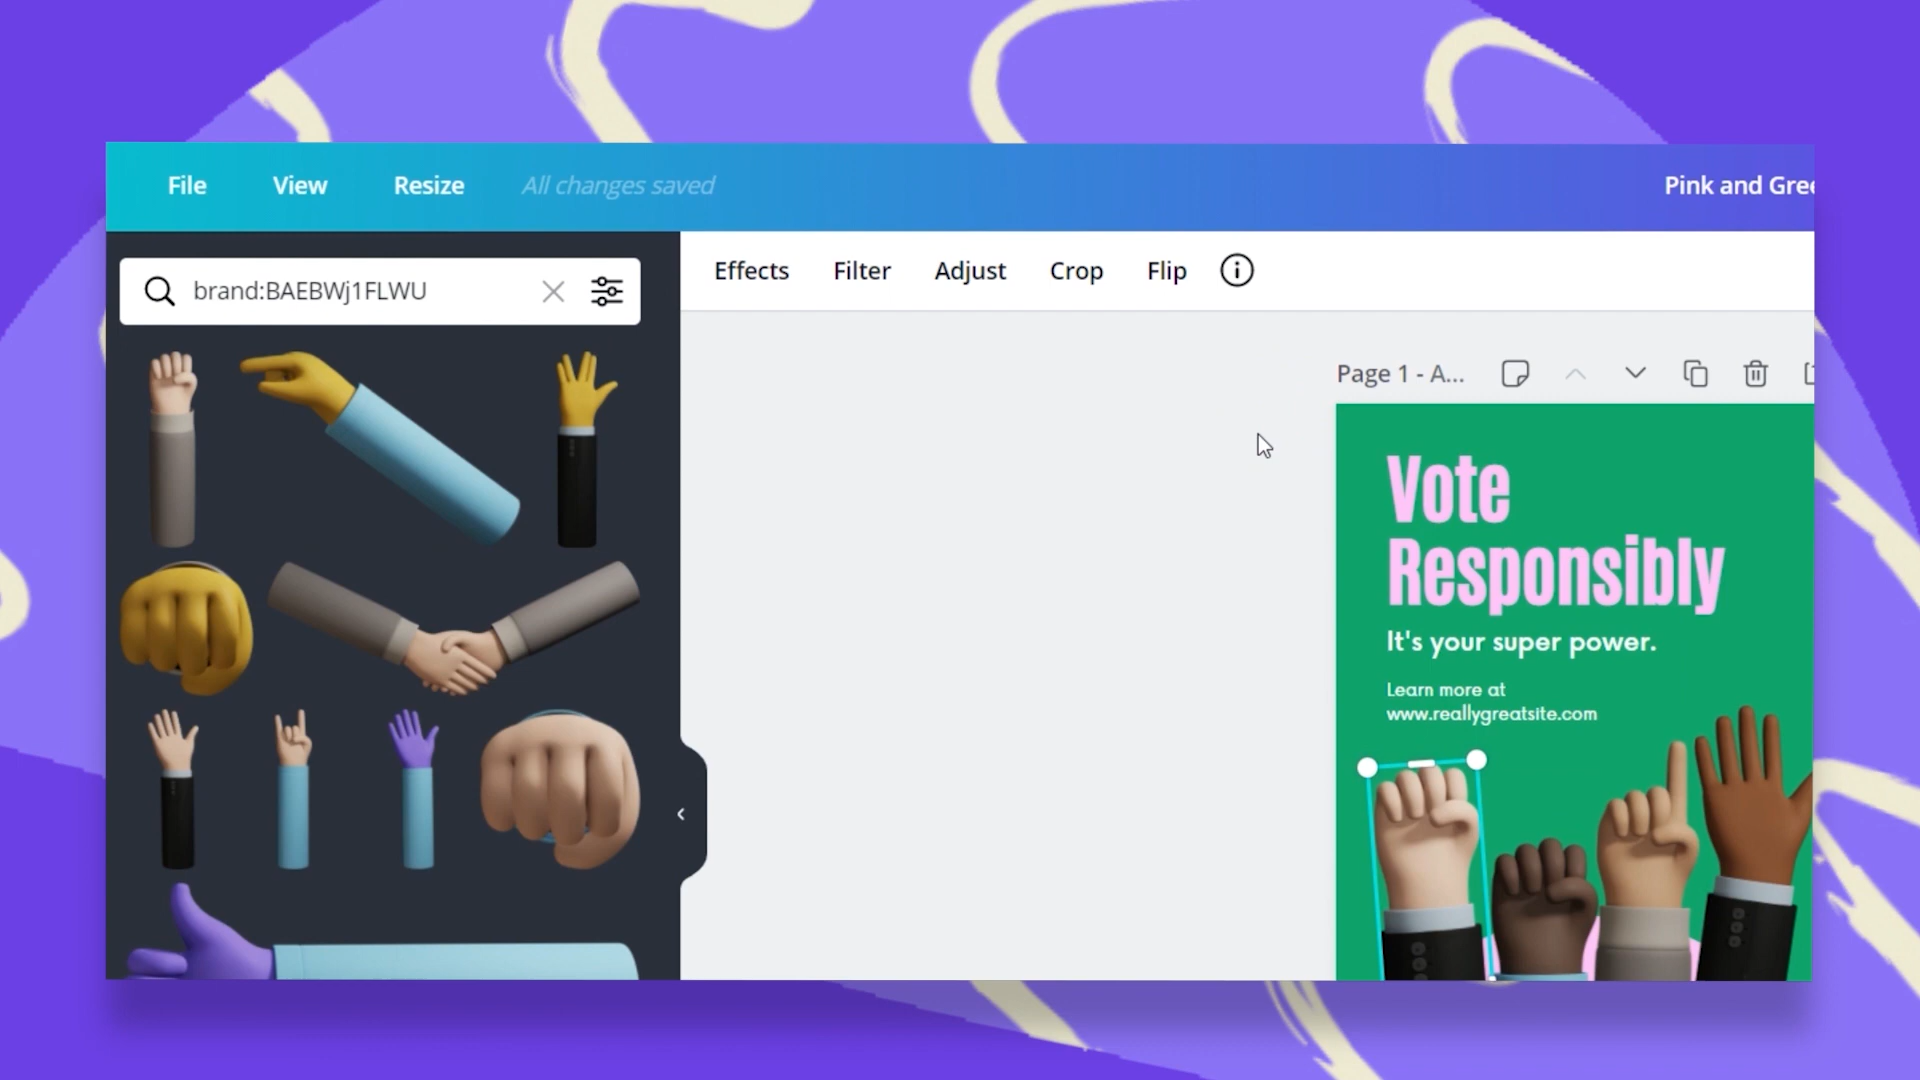 File View Resize All changes saved Pink and Gree
brand:BAEBWj1FLWU
Effects Filter Adjust Crop Flip
Page 1 - A...
Vote
Responsibly
It's your super power.
Learn more at
www.reallygreatsite.com